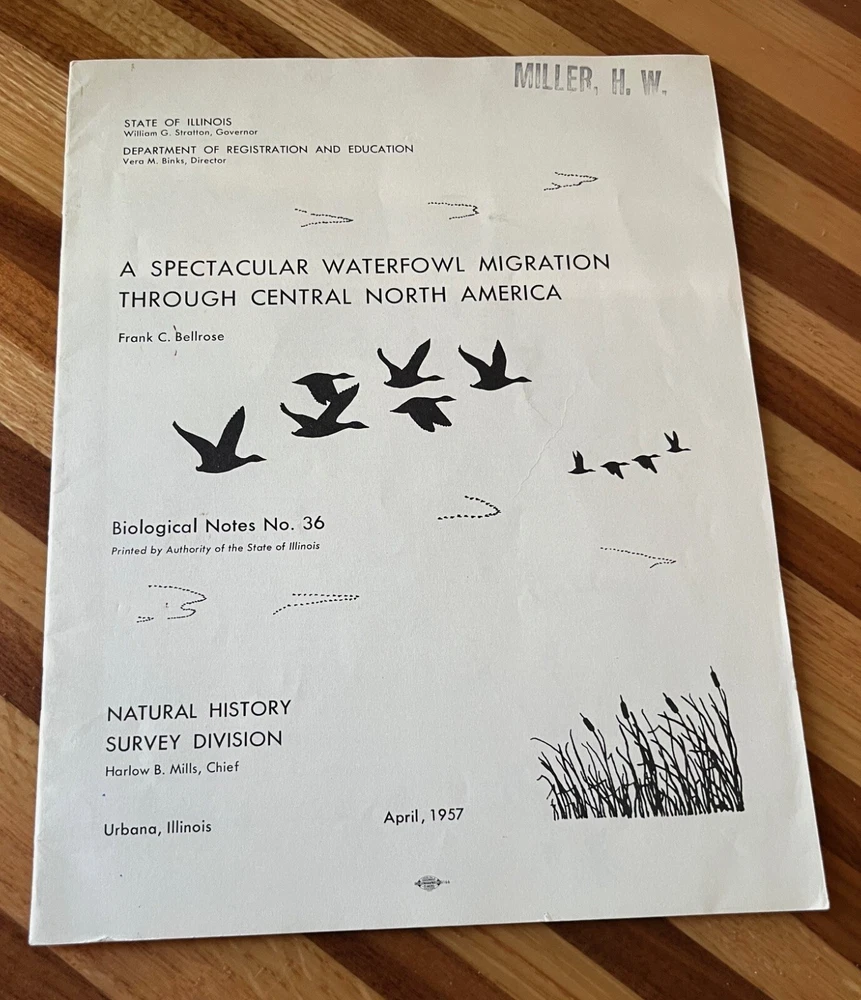 MILLER, H. W.
STATE OF ILLINOIS
William G. Stratton, Governor
DEPARTMENT OF REGISTRATION AND EDUCATION
Vera M. Binks, Director
A SPECTACULAR WATERFOWL MIGRATION
THROUGH CENTRAL NORTH AMERICA
Frank C. Bellrose
Biological Notes No. 36
Printed by Authority of the State of Illinois
NATURAL HISTORY
SURVEY DIVISION
Harlow B. Mills, Chief
Urbana, Illinois
April, 1957